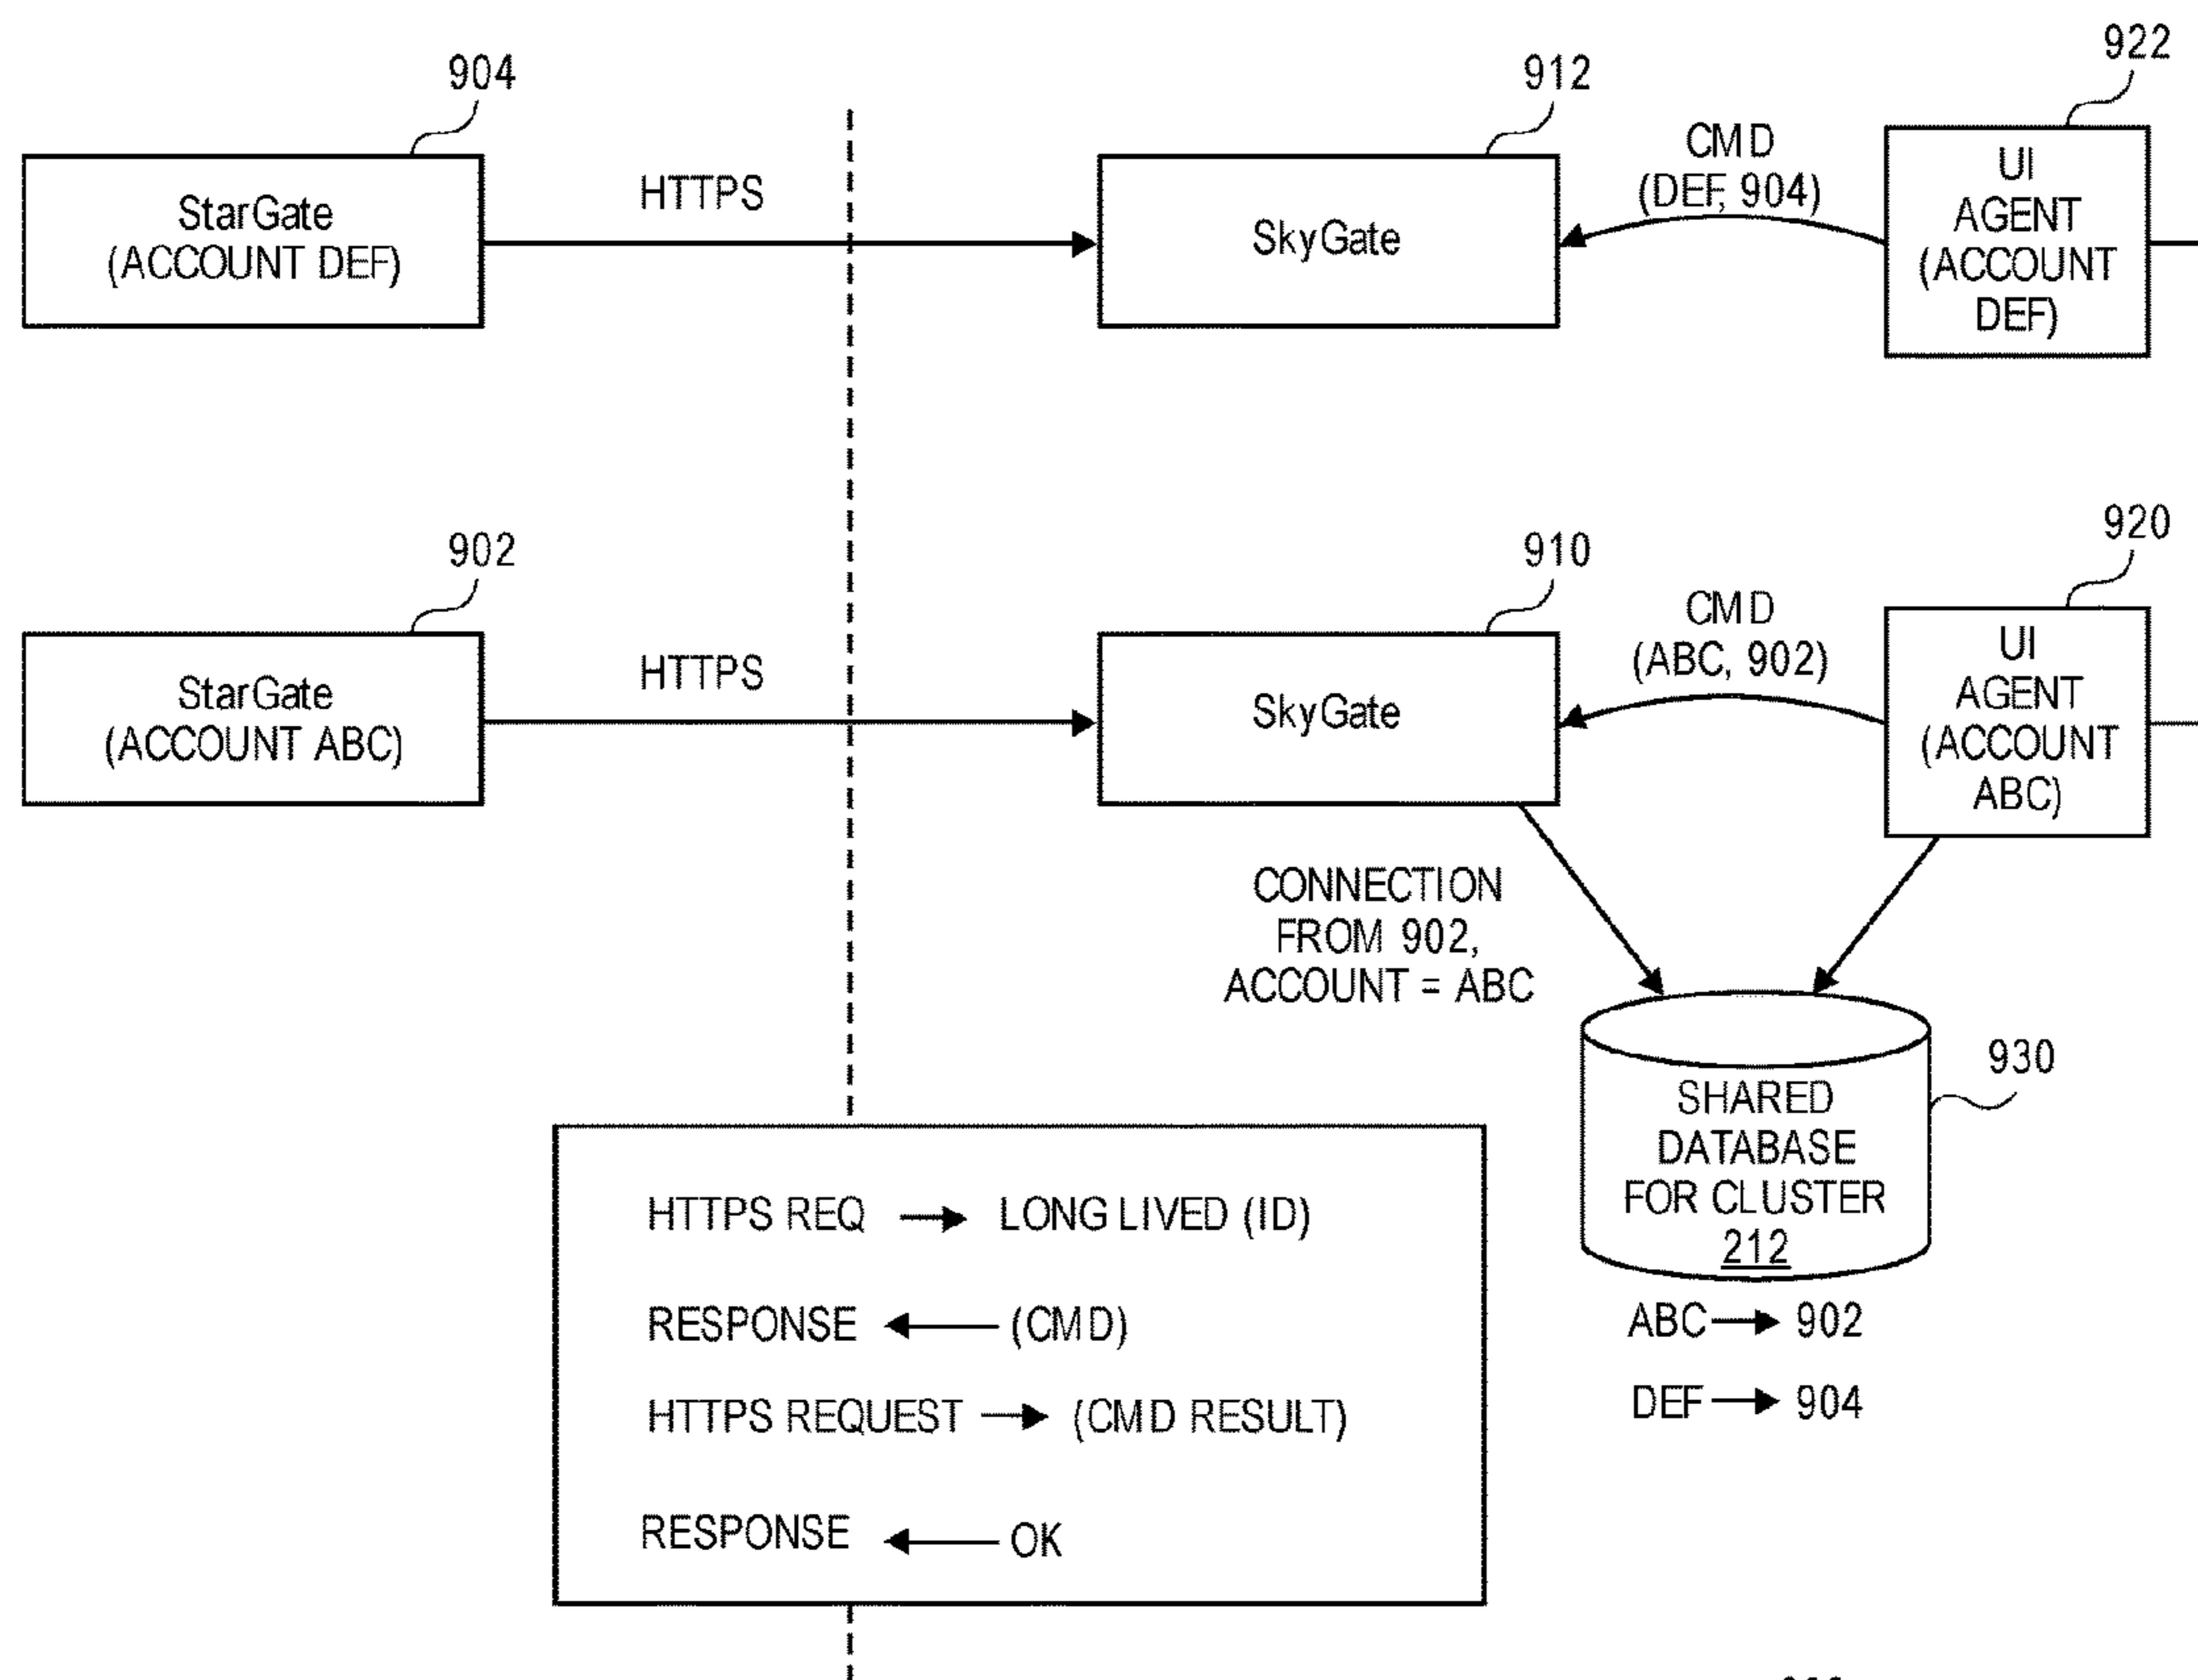 904
912
922
StarGate
(ACCOUNT DEF)
HTTPS
SkyGate
CMD
(DEF, 904)
UI
AGENT
(ACCOUNT
DEF)
902
910
920
StarGate
(ACCOUNT ABC)
HTTPS
SkyGate
CMD
(ABC, 902)
UI
AGENT
(ACCOUNT
ABC)
CONNECTION
FROM 902,
ACCOUNT = ABC
930
SHARED
DATABASE
FOR CLUSTER
212
ABC → 902
DEF → 904
HTTPS REQ → LONG LIVED (ID)
RESPONSE ← (CMD)
HTTPS REQUEST → (CMD RESULT)
RESPONSE ← OK